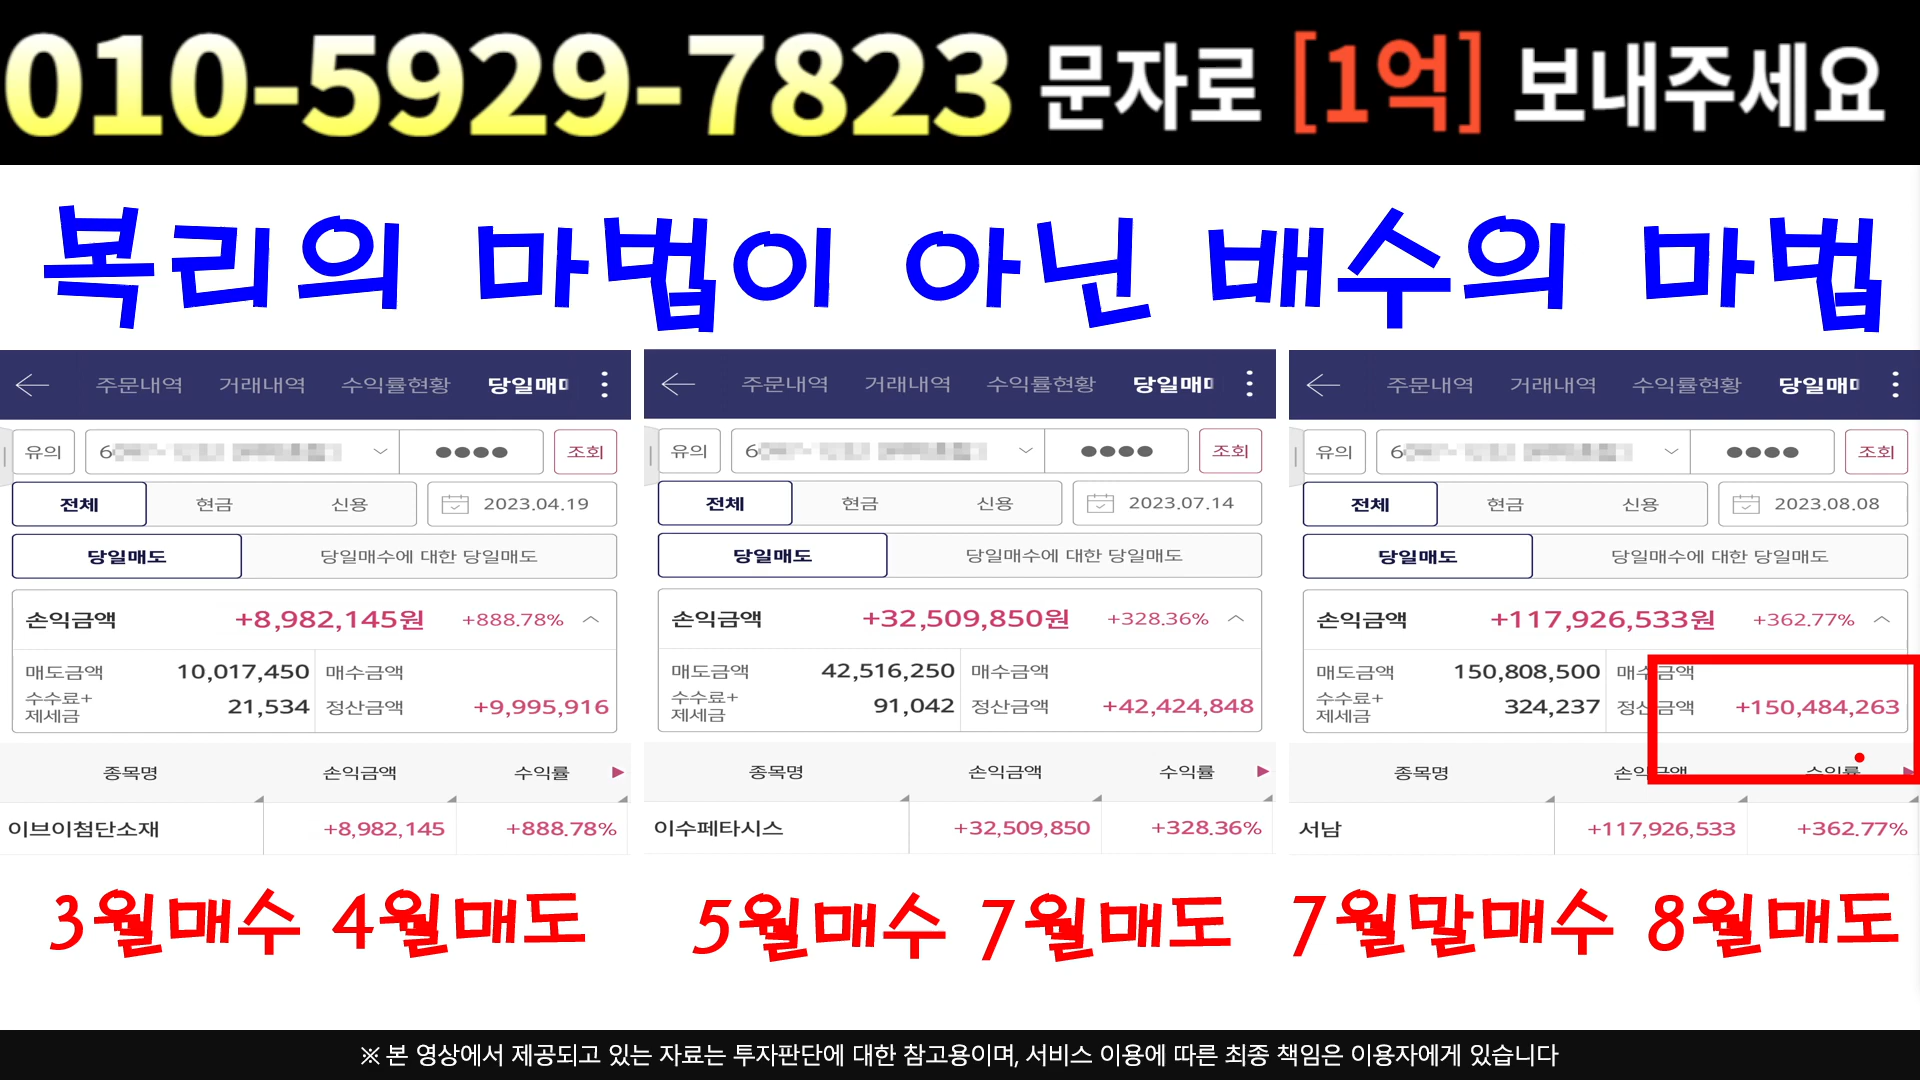 010-5929-7823 문자로 [1억] 보내주세요
복리의 마법이 아닌 배수의 마법
주문내역 거래내역 수익률현황 당일매
유의 6 조회
전체 현금 신용 2023.04.19
당일매도 당일매수에 대한 당일매도
손익금액 +8,982,145원 +888.78%
매도금액 10,017,450 매수금액
수수료+
제세금 21,534 정산금액 +9,995,916
종목명 손익금액 수익률
이브이첨단소재 +8,982,145 +888.78%
3월매수 4월매도
주문내역 거래내역 수익률현황 당일매
유의 6 조회
전체 현금 신용 2023.07.14
당일매도 당일매수에 대한 당일매도
손익금액 +32,509,850원 +328.36%
매도금액 42,516,250 매수금액
수수료+
제세금 91,042 정산금액 +42,424,848
종목명 손익금액 수익률
이수페타시스 +32,509,850 +328.36%
5월매수 7월매도
주문내역 거래내역 수익률현황 당일매
유의 6 조회
전체 현금 신용 2023.08.08
당일매도 당일매수에 대한 당일매도
손익금액 +117,926,533원 +362.77%
매도금액 150,808,500 매수금액
수수료+
제세금 324,237 정산금액 +150,484,263
종목명 손익금액 수익률
서남 +117,926,533 +362.77%
7월말매수 8월매도
※ 본 영상에서 제공되고 있는 자료는 투자판단에 대한 참고용이며, 서비스 이용에 따른 최종 책임은 이용자에게 있습니다